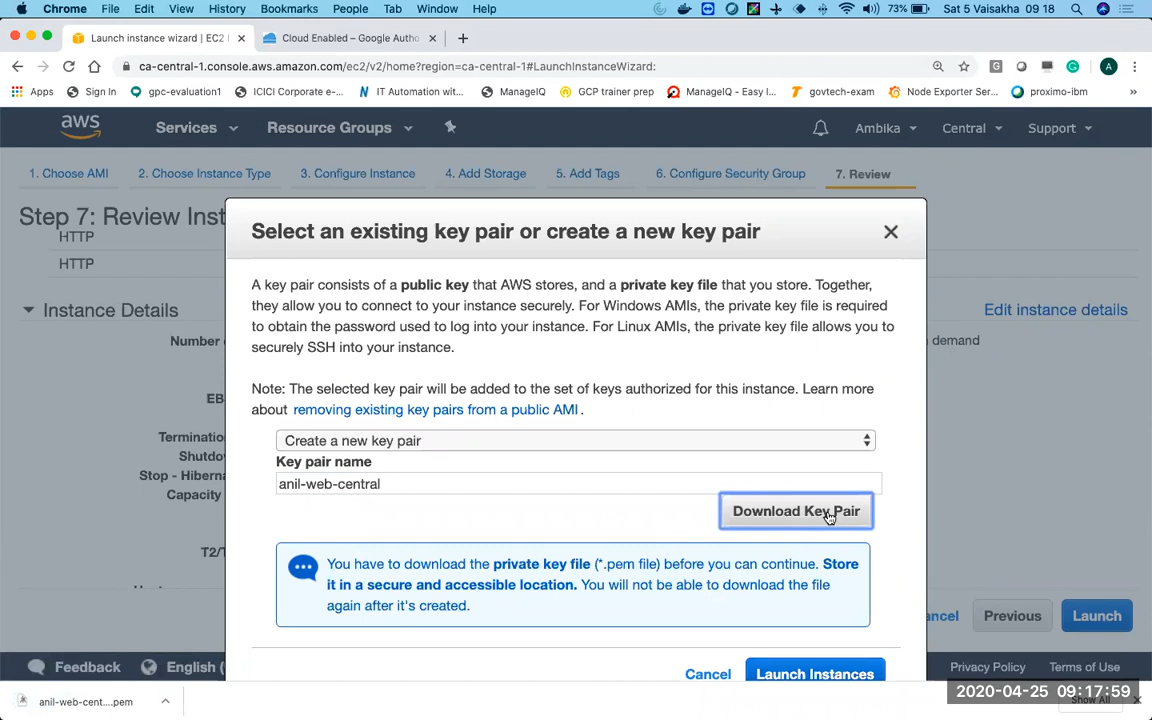 Chrome File Edit View History Bookmarks People Tab Window Help 73% Sat 5 Vaisakha 09 18
Launch instance wizard | EC2
Cloud Enabled – Google Autho
ca-central-1.console.aws.amazon.com/ec2/v2/home?region=ca-central-1#LaunchInstanceWizard:
Apps Sign In gpc-evaluation1 ICICI Corporate e-... IT Automation wit... ManageIQ GCP trainer prep ManageIQ - Easy I... govtech-exam Node Exporter Ser... proximo-ibm »
aws Services Resource Groups Ambika Central Support
1. Choose AMI 2. Choose Instance Type 3. Configure Instance 4. Add Storage 5. Add Tags 6. Configure Security Group 7. Review
Step 7: Review Inst
HTTP
HTTP
Instance Details
Edit instance details
Number
demand
EB
Terminatio
Shutdo
Stop - Hiberna
Capacity
T2/T
Select an existing key pair or create a new key pair
A key pair consists of a public key that AWS stores, and a private key file that you store. Together,
they allow you to connect to your instance securely. For Windows AMIs, the private key file is required
to obtain the password used to log into your instance. For Linux AMIs, the private key file allows you to
securely SSH into your instance.
Note: The selected key pair will be added to the set of keys authorized for this instance. Learn more
about removing existing key pairs from a public AMI.
Create a new key pair
Key pair name
anil-web-central
Download Key Pair
You have to download the private key file (*.pem file) before you can continue. Store
it in a secure and accessible location. You will not be able to download the file
again after it's created.
Cancel Launch Instances
ancel Previous Launch
Feedback English (
Privacy Policy Terms of Use
anil-web-cent....pem
Show All
2020-04-25 09:17:59